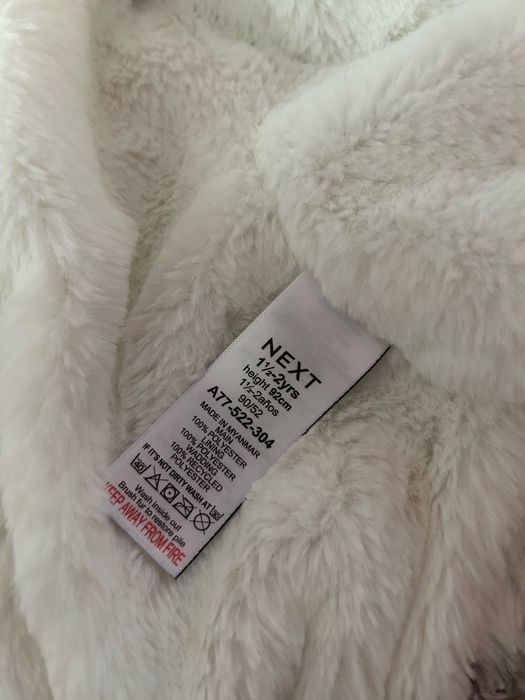 NEXT
1½-2yrs
height 92cm
1½-2años
90/52
A77-522-304
MADE IN MYANMAR
MAIN
100% POLYESTER
LINING
100% POLYESTER
WADDING
100% RECYCLED
POLYESTER
IF IT'S NOT DIRTY WASH AT 30
40
Wash inside out
Brush fur to restore pile
KEEP AWAY FROM FIRE